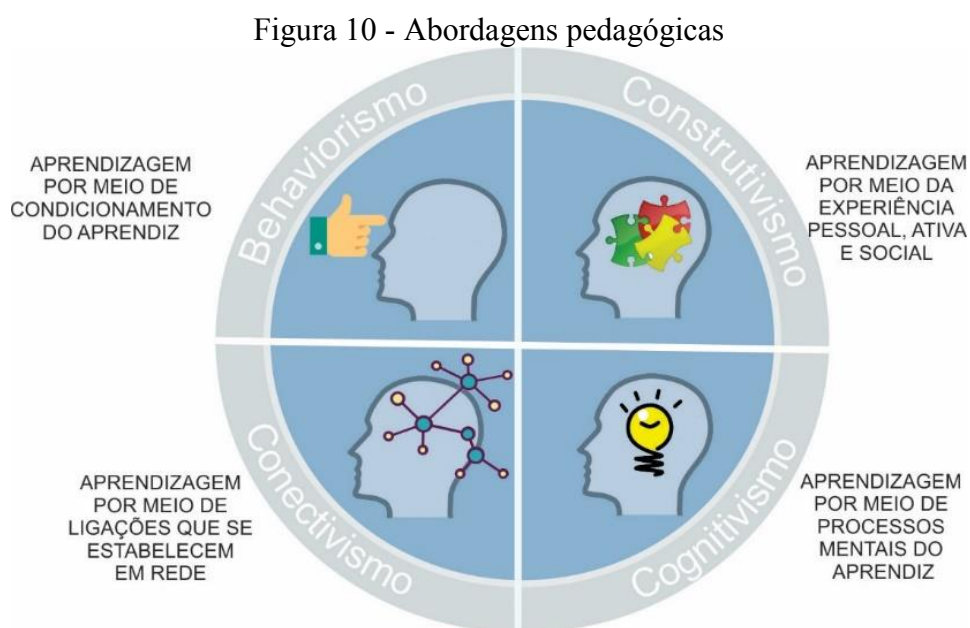 Figura 10 - Abordagens pedagógicas
Behaviorismo
Construtivismo
APRENDIZAGEM
POR MEIO DE
CONDICIONAMENTO
DO APRENDIZ
APRENDIZAGEM
POR MEIO DA
EXPERIÊNCIA
PESSOAL, ATIVA
E SOCIAL
Conectivismo
Cognitivismo
APRENDIZAGEM
POR MEIO DE
LIGAÇÕES QUE SE
ESTABELECEM
EM REDE
APRENDIZAGEM
POR MEIO DE
PROCESSOS
MENTAIS DO
APRENDIZ